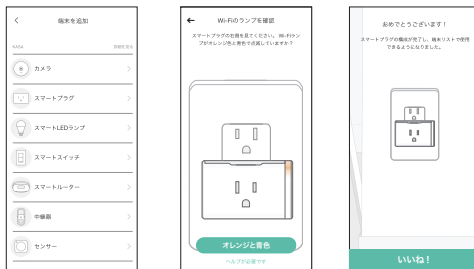 端末を追加
KASA
カメラ
スマートプラグ
スマートLEDランプ
スマートスイッチ
スマートルーター
中継器
センサー
Wi-Fiのランプを確認
スマートプラグの右側を見てください。 Wi-Fiラン
プがオレンジ色と青色で点滅していますか？
オレンジと青色
ヘルプが必要です
おめでとうございます！
スマートプラグの構成が完了し、端末リストで使用
できるようになりました。
いいね！